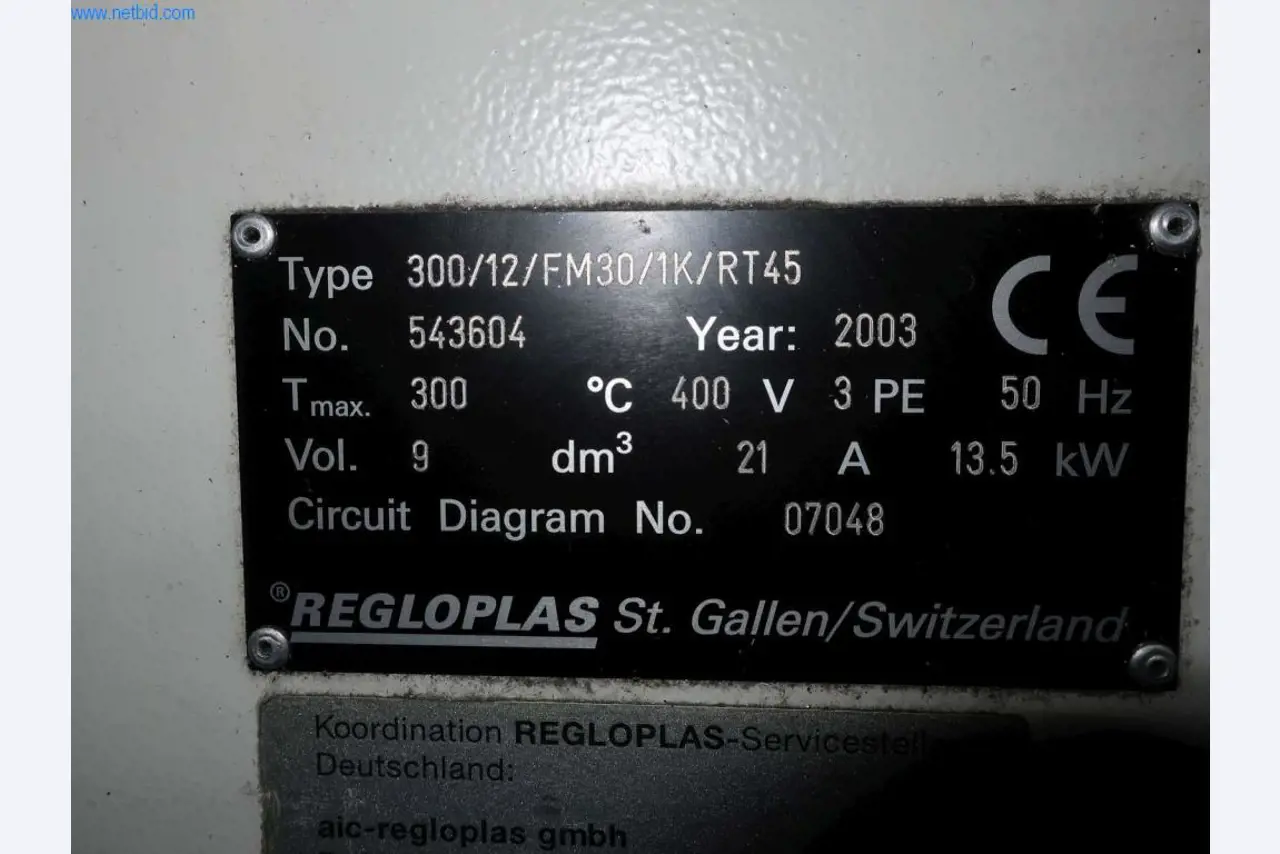 www.netbid.com
Type 300/12/FM30/1K/RT45
No. 543604 Year: 2003 CE
Tmax. 300 °C 400 V 3 PE 50 Hz
Vol. 9 dm³ 21 A 13.5 kW
Circuit Diagram No. 07048
®REGLOPLAS St. Gallen/Switzerland
Koordination REGLOPLAS-Servicestell
Deutschland:
aic-regloplas gmbh